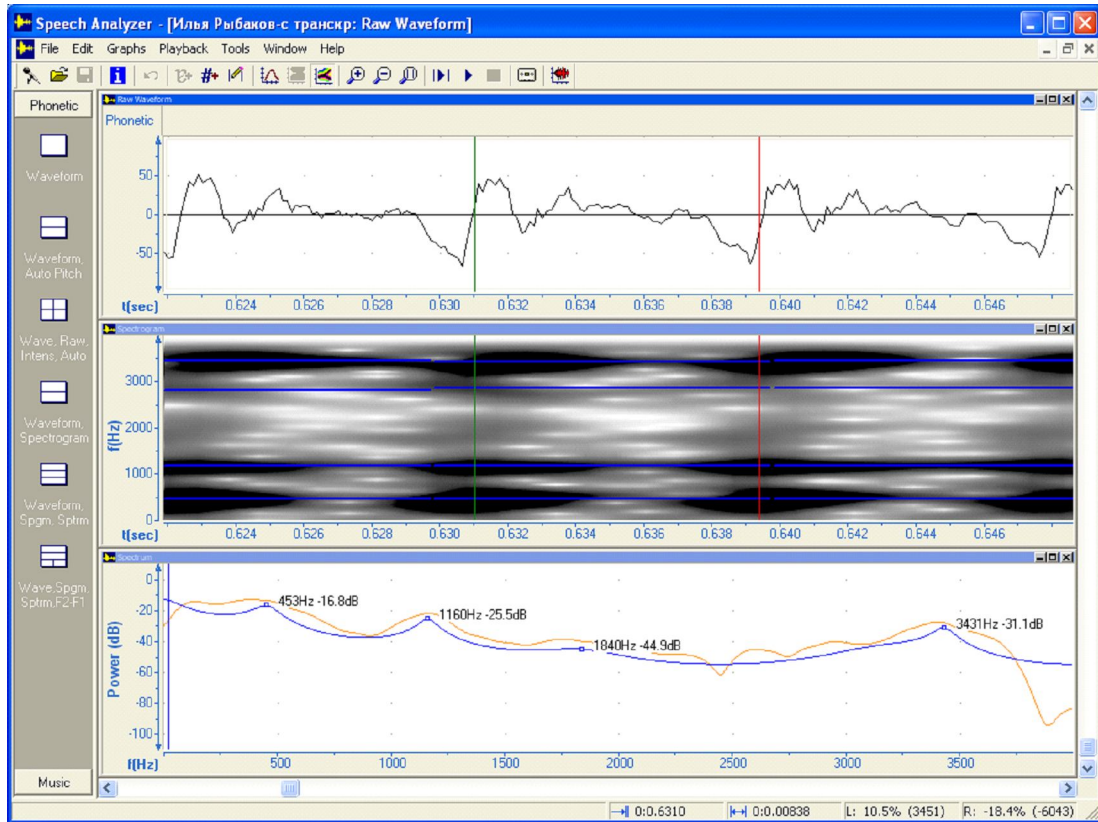 Speech Analyzer - [Илья Рыбаков-с транскр: Raw Waveform]
File Edit Graphs Playback Tools Window Help
Phonetic
Waveform
Waveform,
Auto Pitch
Wave, Raw,
Intens, Auto
Waveform,
Spectrogram
Waveform,
Spgm, Sptrm
Wave,Spgm,
Sptrm,F2-F1
Music
Raw Waveform
Phonetic
50
0
-50
t(sec) 0.624 0.626 0.628 0.630 0.632 0.634 0.636 0.638 0.640 0.642 0.644 0.646
Spectrogram
f(Hz)
3000
2000
1000
0
t(sec) 0.624 0.626 0.628 0.630 0.632 0.634 0.636 0.638 0.640 0.642 0.644 0.646
Spectrum
Power (dB)
0
-20
-40
-60
-80
-100
453Hz -16.8dB
1160Hz -25.5dB
1840Hz -44.9dB
3431Hz -31.1dB
f(Hz) 500 1000 1500 2000 2500 3000 3500
0:0.6310 0:0.00838 L: 10.5% (3451) R: -18.4% (-6043)